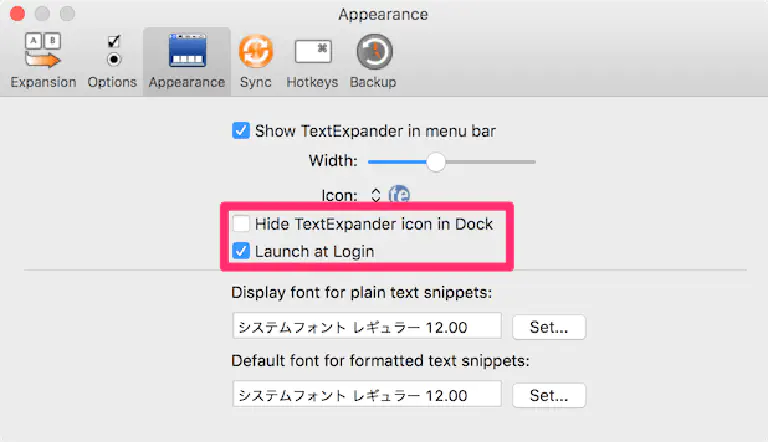 Appearance
A B
⌘
Expansion Options Appearance Sync Hotkeys Backup
Show TextExpander in menu bar
Width:
Icon: te
Hide TextExpander icon in Dock
Launch at Login
Display font for plain text snippets:
システムフォント レギュラー 12.00 Set...
Default font for formatted text snippets:
システムフォント レギュラー 12.00 Set...